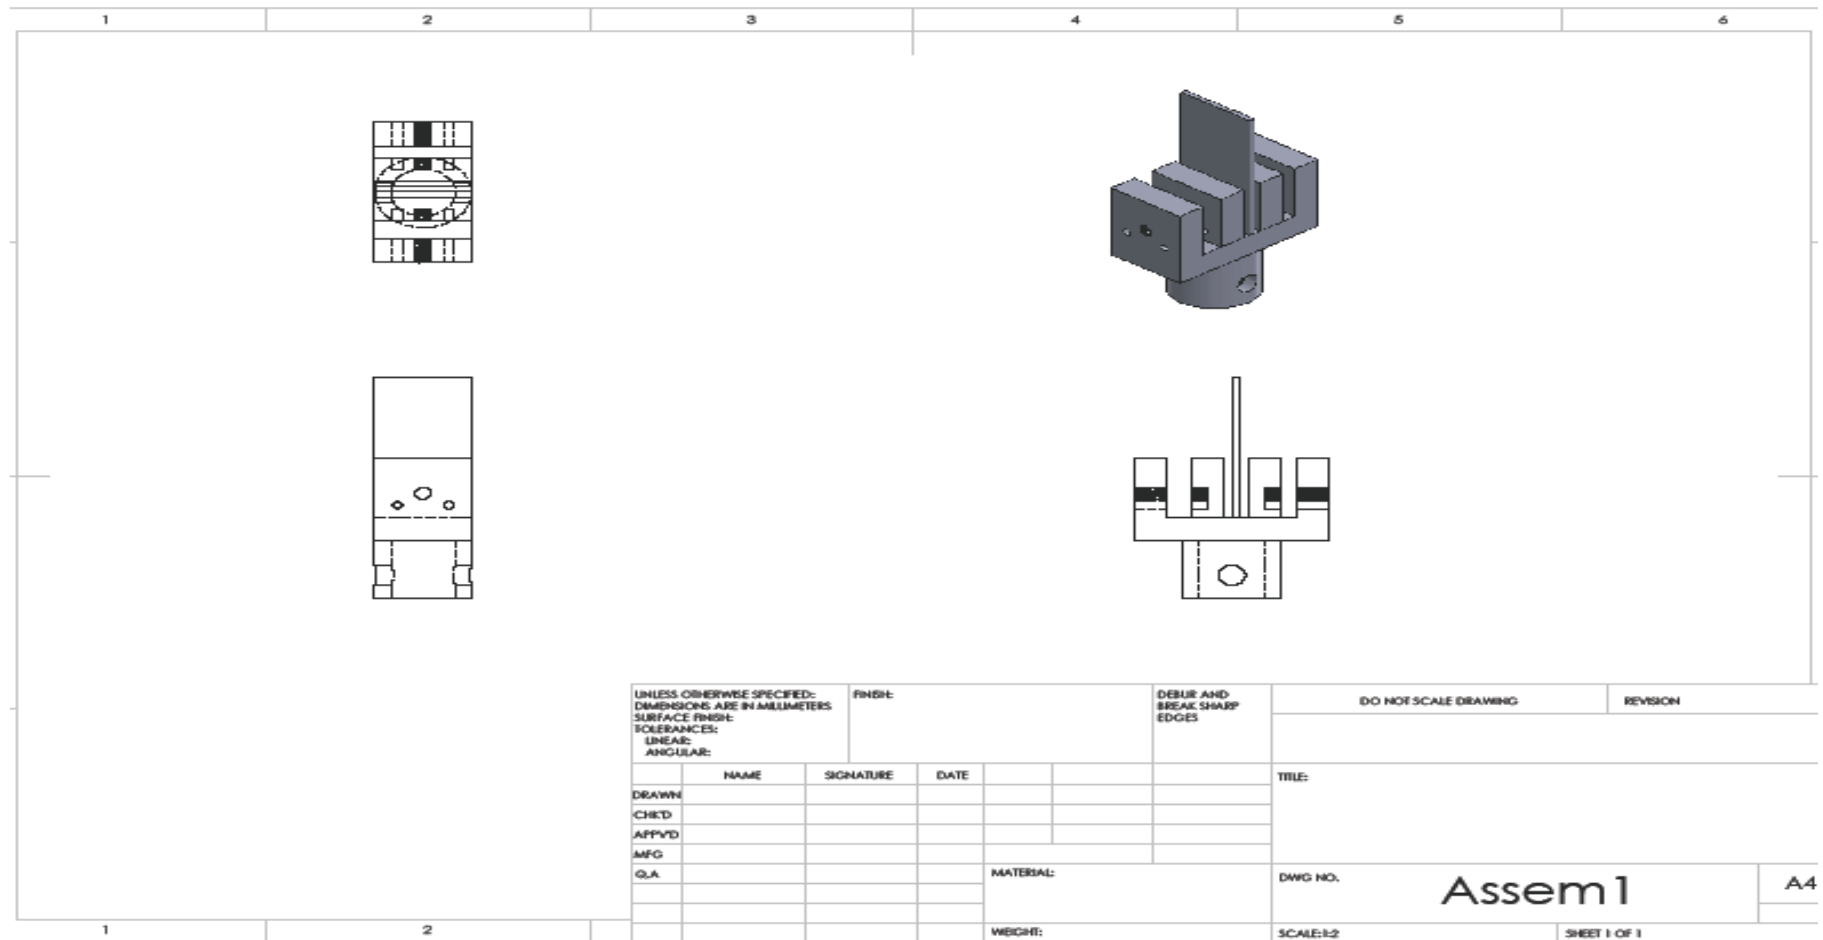 1 2 3 4 5 6
UNLESS OTHERWISE SPECIFIED:
DIMENSIONS ARE IN MILLIMETERS
SURFACE FINISH:
TOLERANCES:
LINEAR:
ANGULAR:
FINISH:
DEBUR AND
BREAK SHARP
EDGES
DO NOT SCALE DRAWING
REVISION
NAME SIGNATURE DATE
TITLE:
DRAWN
CHK'D
APPV'D
MFG
Q.A
MATERIAL:
DWG NO.
Assem1
A4
WEIGHT:
SCALE:1:2
SHEET 1 OF 1
1 2